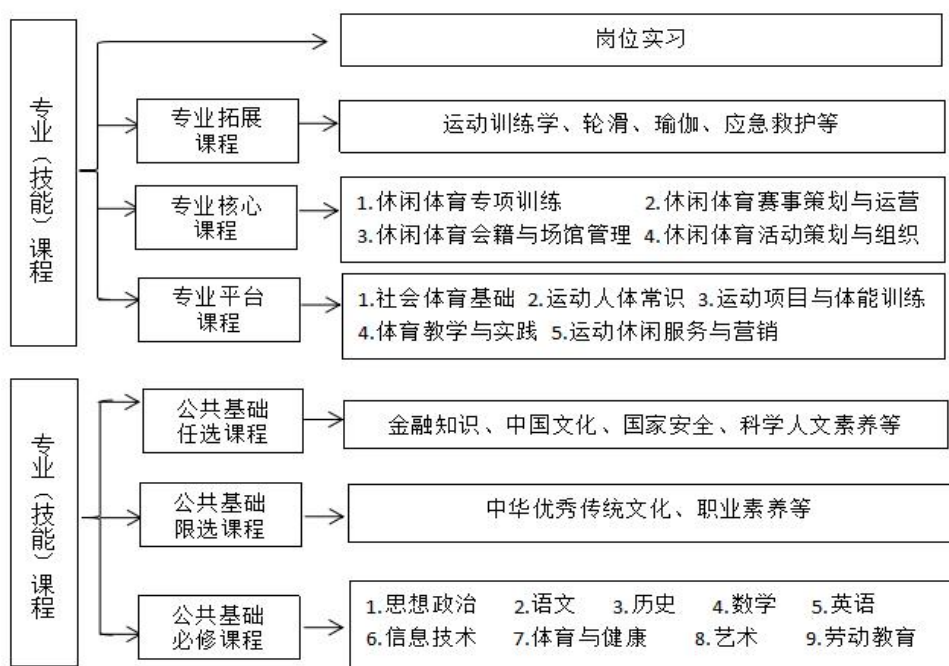 专业（技能）课程
岗位实习
专业拓展
课程
运动训练学、轮滑、瑜伽、应急救护等
专业核心
课程
1.休闲体育专项训练 2.休闲体育赛事策划与运营
3.休闲体育会籍与场馆管理 4.休闲体育活动策划与组织
专业平台
课程
1.社会体育基础 2.运动人体常识 3.运动项目与体能训练
4.体育教学与实践 5.运动休闲服务与营销
专业（技能）课程
公共基础
任选课程
金融知识、中国文化、国家安全、科学人文素养等
公共基础
限选课程
中华优秀传统文化、职业素养等
公共基础
必修课程
1.思想政治 2.语文 3.历史 4.数学 5.英语
6.信息技术 7.体育与健康 8.艺术 9.劳动教育